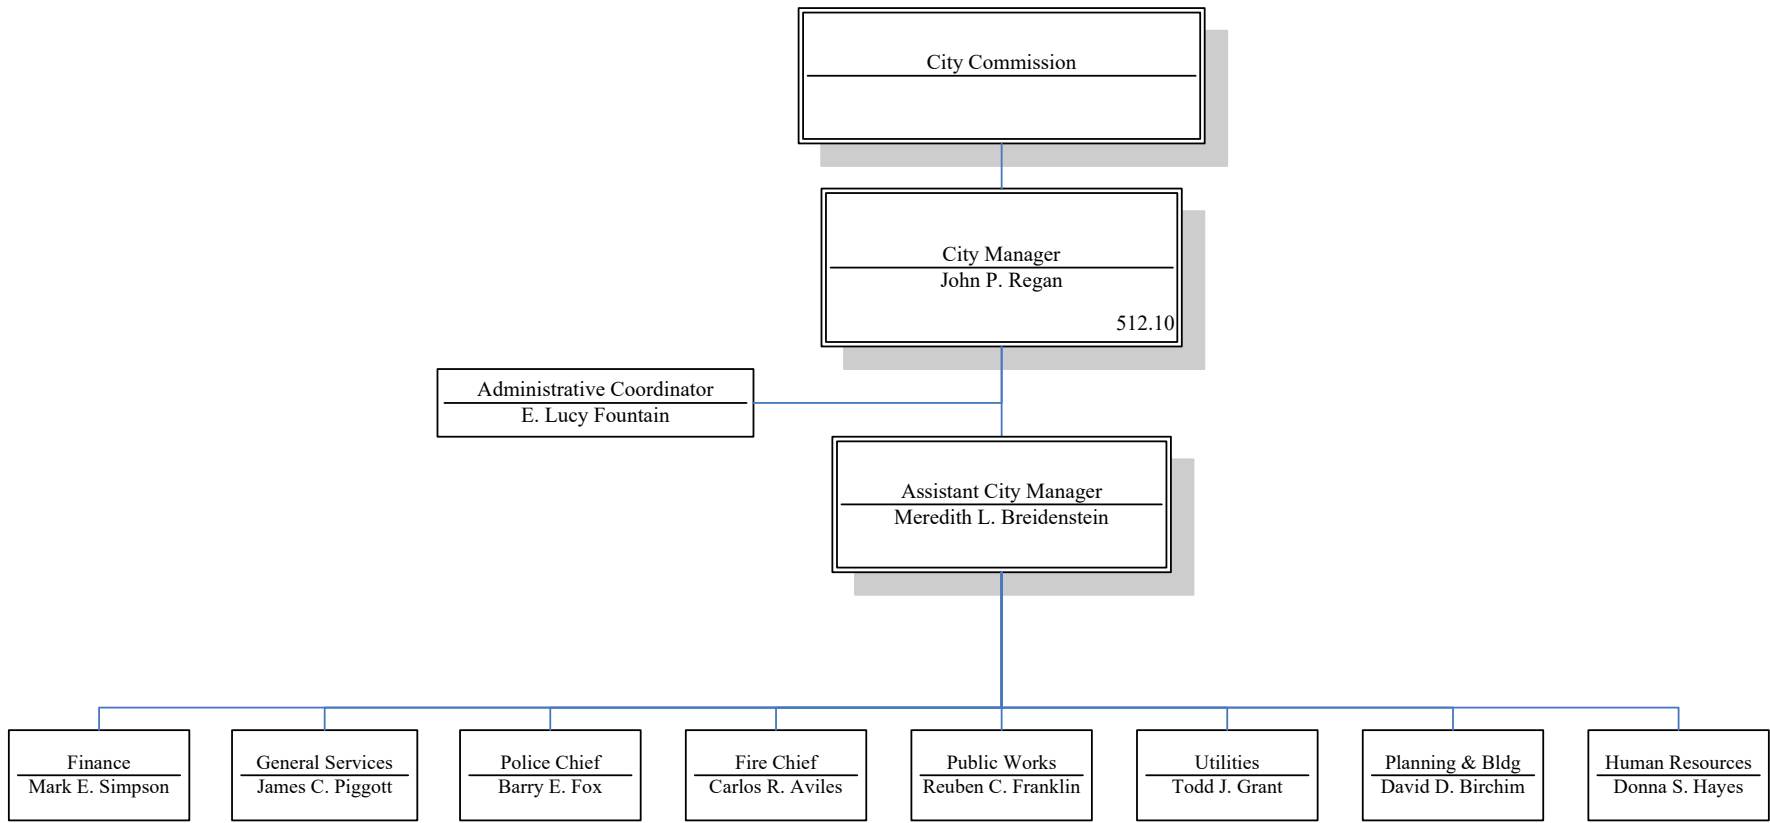 City Commission
City Manager
John P. Regan
512.10
Administrative Coordinator
E. Lucy Fountain
Assistant City Manager
Meredith L. Breidenstein
Finance
Mark E. Simpson
General Services
James C. Piggott
Police Chief
Barry E. Fox
Fire Chief
Carlos R. Aviles
Public Works
Reuben C. Franklin
Utilities
Todd J. Grant
Planning & Bldg
David D. Birchim
Human Resources
Donna S. Hayes